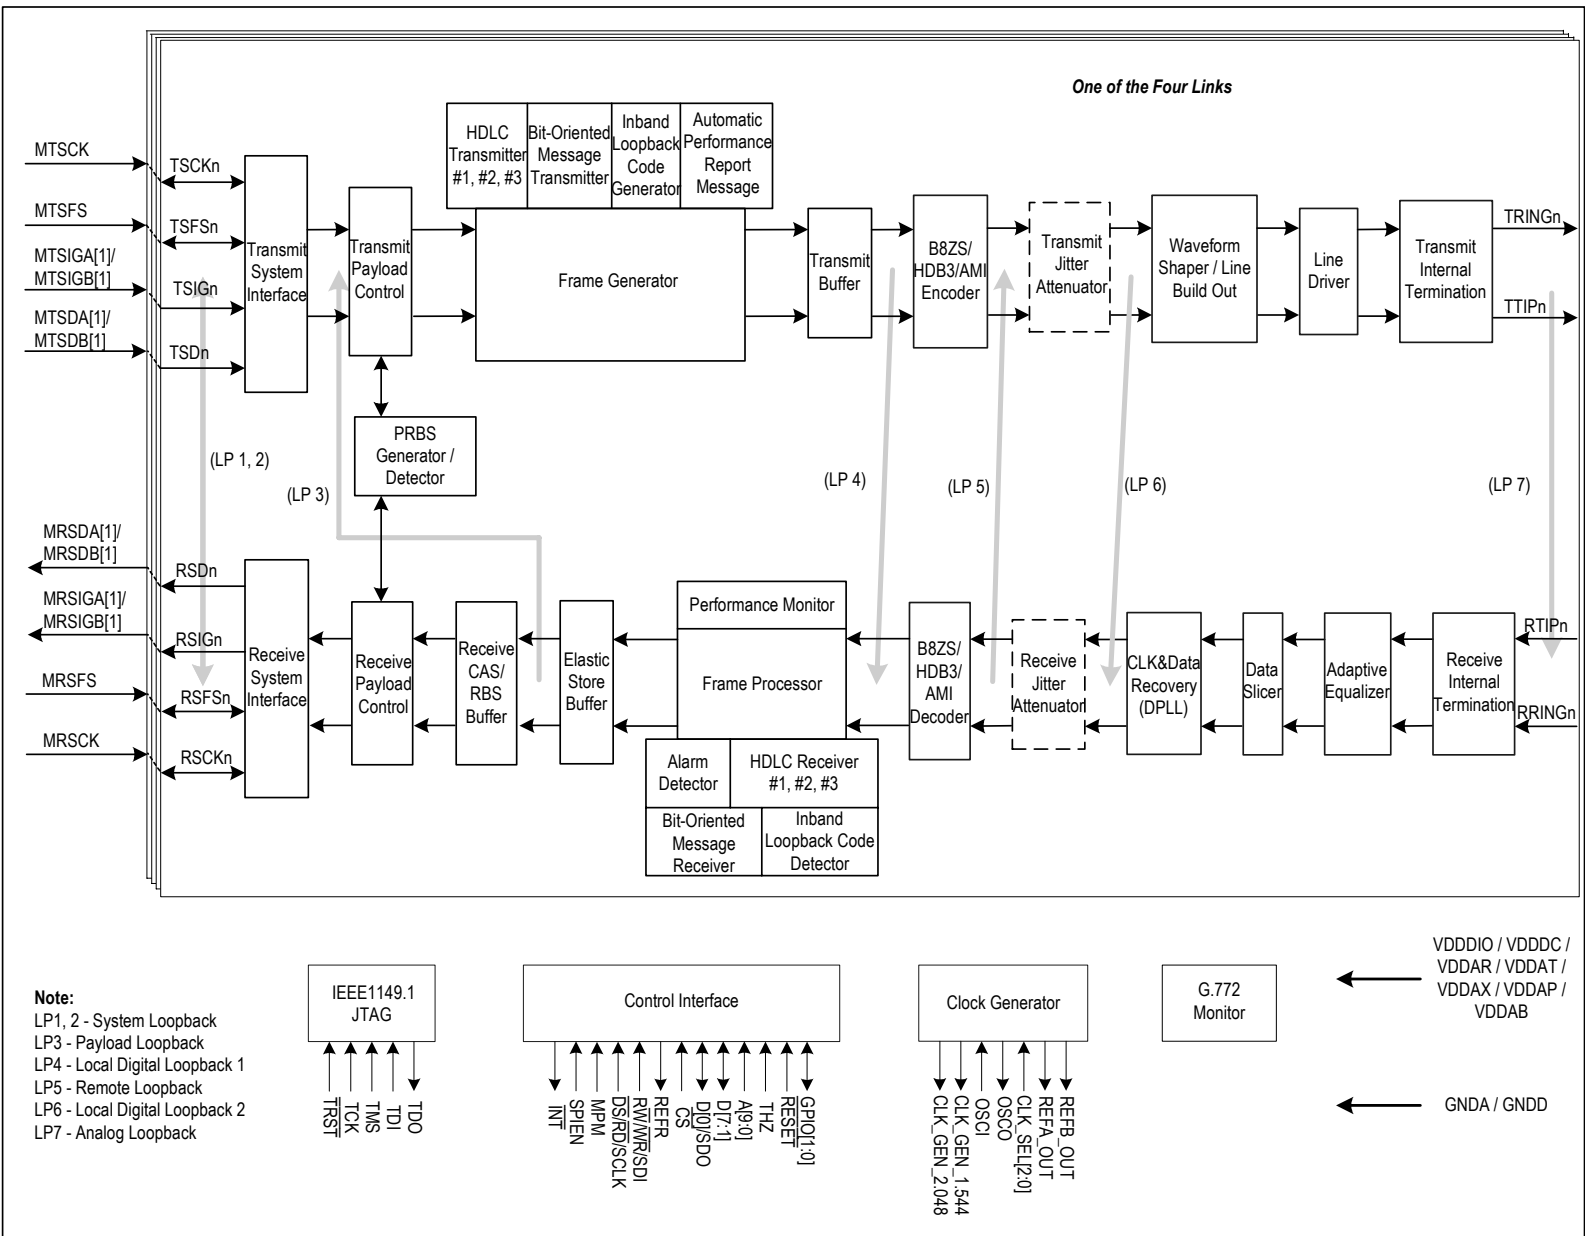 One of the Four Links
MTSCK
MTSFS
MTSIGA[1]/
MTSIGB[1]
MTSDA[1]/
MTSDB[1]
TSCKn
TSFSn
TSIGn
TSDn
Transmit
System
Interface
Transmit
Payload
Control
HDLC
Transmitter
#1, #2, #3
Bit-Oriented
Message
Transmitter
Inband
Loopback
Code
Generator
Automatic
Performance
Report
Message
Frame Generator
Transmit
Buffer
B8ZS/
HDB3/AMI
Encoder
Transmit
Jitter
Attenuator
Waveform
Shaper / Line
Build Out
Line
Driver
Transmit
Internal
Termination
TRINGn
TTIPn
PRBS
Generator /
Detector
(LP 1, 2)
(LP 3)
(LP 4)
(LP 5)
(LP 6)
(LP 7)
MRSDA[1]/
MRSDB[1]
MRSIGA[1]/
MRSIGB[1]
MRSFS
MRSCK
RSDn
RSIGn
RSFSn
RSCKn
Receive
System
Interface
Receive
Payload
Control
Receive
CAS/
RBS
Buffer
Elastic
Store
Buffer
Performance Monitor
Frame Processor
Alarm
Detector
HDLC Receiver
#1, #2, #3
Bit-Oriented
Message
Receiver
Inband
Loopback Code
Detector
B8ZS/
HDB3/
AMI
Decoder
Receive
Jitter
Attenuator
CLK&Data
Recovery
(DPLL)
Data
Slicer
Adaptive
Equalizer
Receive
Internal
Termination
RTIPn
RRINGn
Note:
LP1, 2 - System Loopback
LP3 - Payload Loopback
LP4 - Local Digital Loopback 1
LP5 - Remote Loopback
LP6 - Local Digital Loopback 2
LP7 - Analog Loopback
IEEE1149.1
JTAG
TRST
TCK
TMS
TDI
TDO
Control Interface
INT
SPIEN
MPM
DS/RD/SCLK
RW/WR/SDI
REFR
CS
D[0]/SDO
D[7:1]
A[9:0]
THZ
RESET
GPIO[1:0]
Clock Generator
CLK_GEN_2.048
CLK_GEN_1.544
OSCI
OSCO
CLK_SEL[2:0]
REFA_OUT
REFB_OUT
G.772
Monitor
VDDDIO / VDDDC /
VDDAR / VDDAT /
VDDAX / VDDAP /
VDDAB
GNDA / GNDD